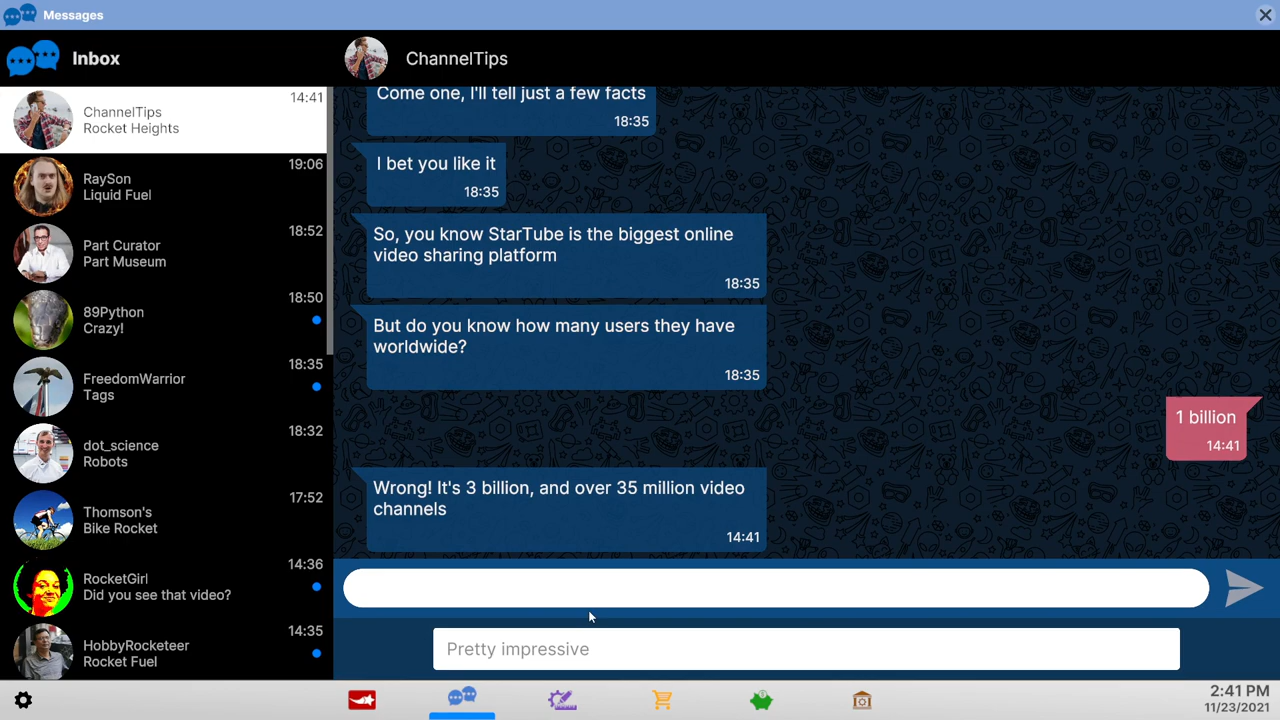 Messages
Inbox
ChannelTips
14:41
ChannelTips
Rocket Heights
19:06
RaySon
Liquid Fuel
18:52
Part Curator
Part Museum
18:50
89Python
Crazy!
18:35
FreedomWarrior
Tags
18:32
dot_science
Robots
17:52
Thomson's
Bike Rocket
14:36
RocketGirl
Did you see that video?
14:35
HobbyRocketeer
Rocket Fuel
Come one, I'll tell just a few facts
18:35
I bet you like it
18:35
So, you know StarTube is the biggest online
video sharing platform
18:35
But do you know how many users they have
worldwide?
18:35
1 billion
14:41
Wrong! It's 3 billion, and over 35 million video
channels
14:41
Pretty impressive
2:41 PM
11/23/2021